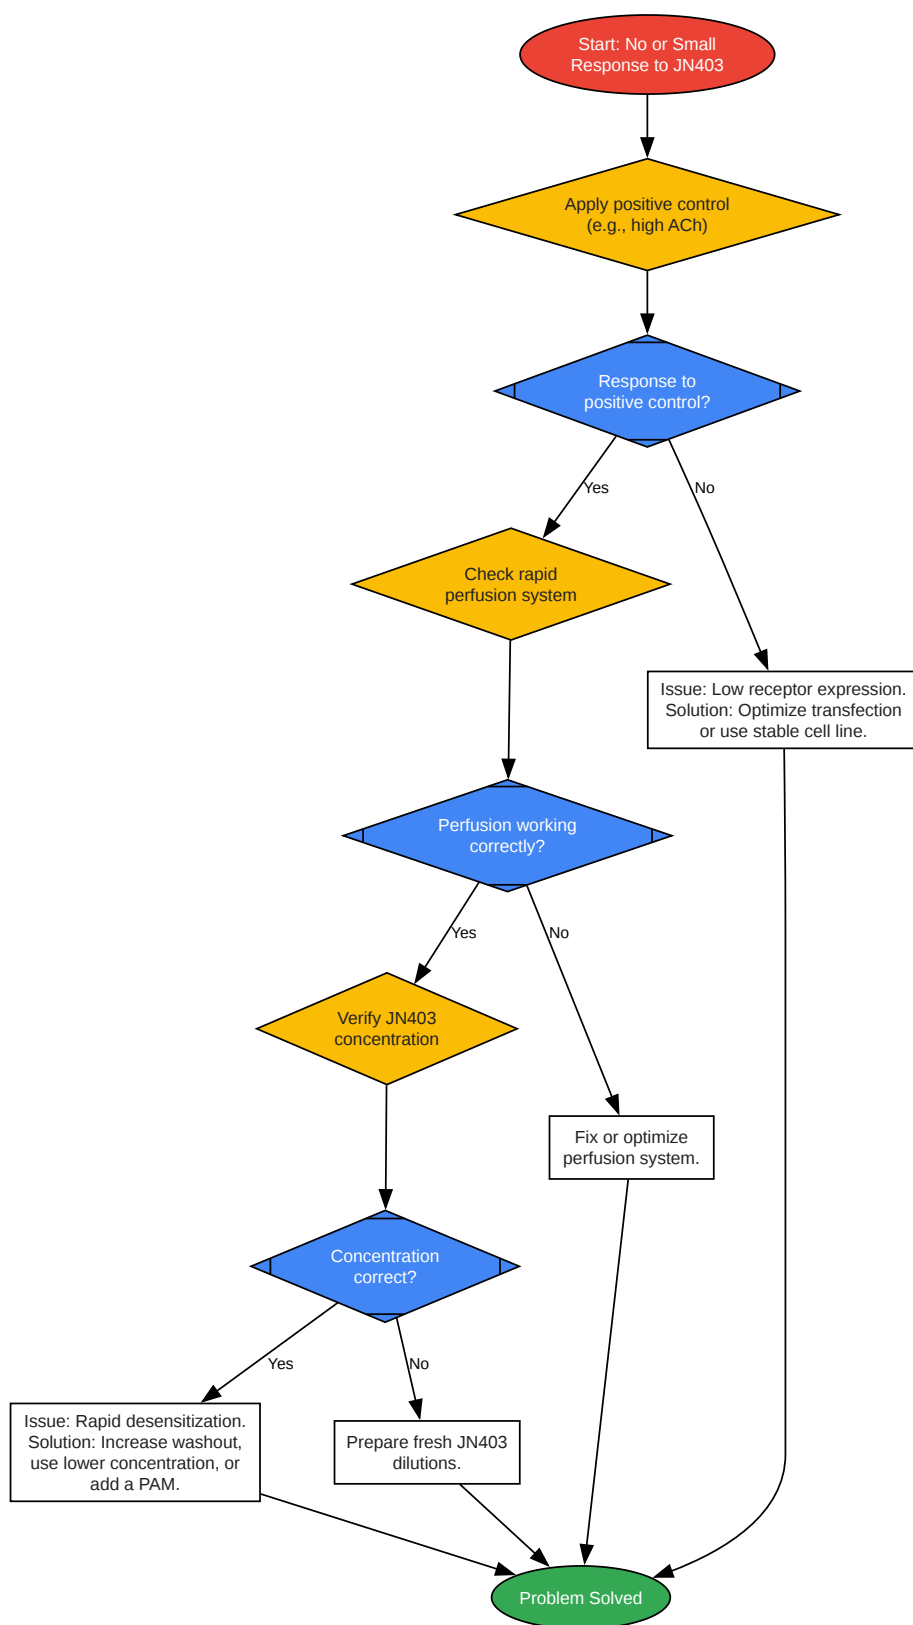 Start: No or Small
Response to JN403
Apply positive control
(e.g., high ACh)
Response to
positive control?
Yes
No
Check rapid
perfusion system
Issue: Low receptor expression.
Solution: Optimize transfection
or use stable cell line.
Perfusion working
correctly?
Yes
No
Verify JN403
concentration
Fix or optimize
perfusion system.
Concentration
correct?
Yes
No
Issue: Rapid desensitization.
Solution: Increase washout,
use lower concentration, or
add a PAM.
Prepare fresh JN403
dilutions.
Problem Solved